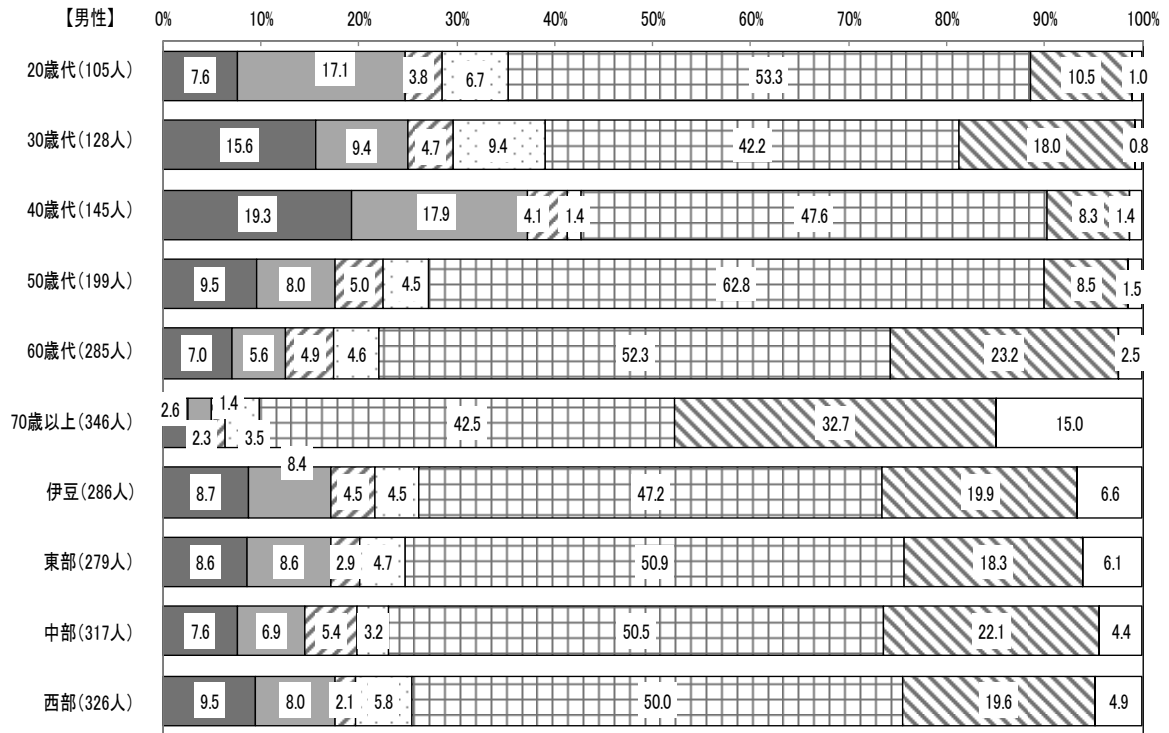 【男性】 0% 10% 20% 30% 40% 50% 60% 70% 80% 90% 100%
20歳代(105人) 7.6 17.1 3.8 6.7 53.3 10.5 1.0
30歳代(128人) 15.6 9.4 4.7 9.4 42.2 18.0 0.8
40歳代(145人) 19.3 17.9 4.1 1.4 47.6 8.3 1.4
50歳代(199人) 9.5 8.0 5.0 4.5 62.8 8.5 1.5
60歳代(285人) 7.0 5.6 4.9 4.6 52.3 23.2 2.5
70歳以上(346人) 2.6 2.3 1.4 3.5 42.5 32.7 15.0
伊豆(286人) 8.7 8.4 4.5 4.5 47.2 19.9 6.6
東部(279人) 8.6 8.6 2.9 4.7 50.9 18.3 6.1
中部(317人) 7.6 6.9 5.4 3.2 50.5 22.1 4.4
西部(326人) 9.5 8.0 2.1 5.8 50.0 19.6 4.9